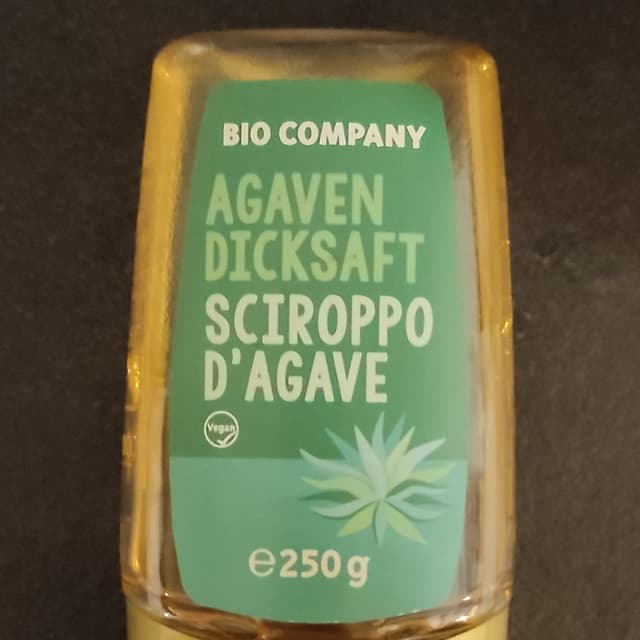 BIO COMPANY
AGAVEN
DICKSAFT
SCIROPPO
D'AGAVE
Vegan
℮250g